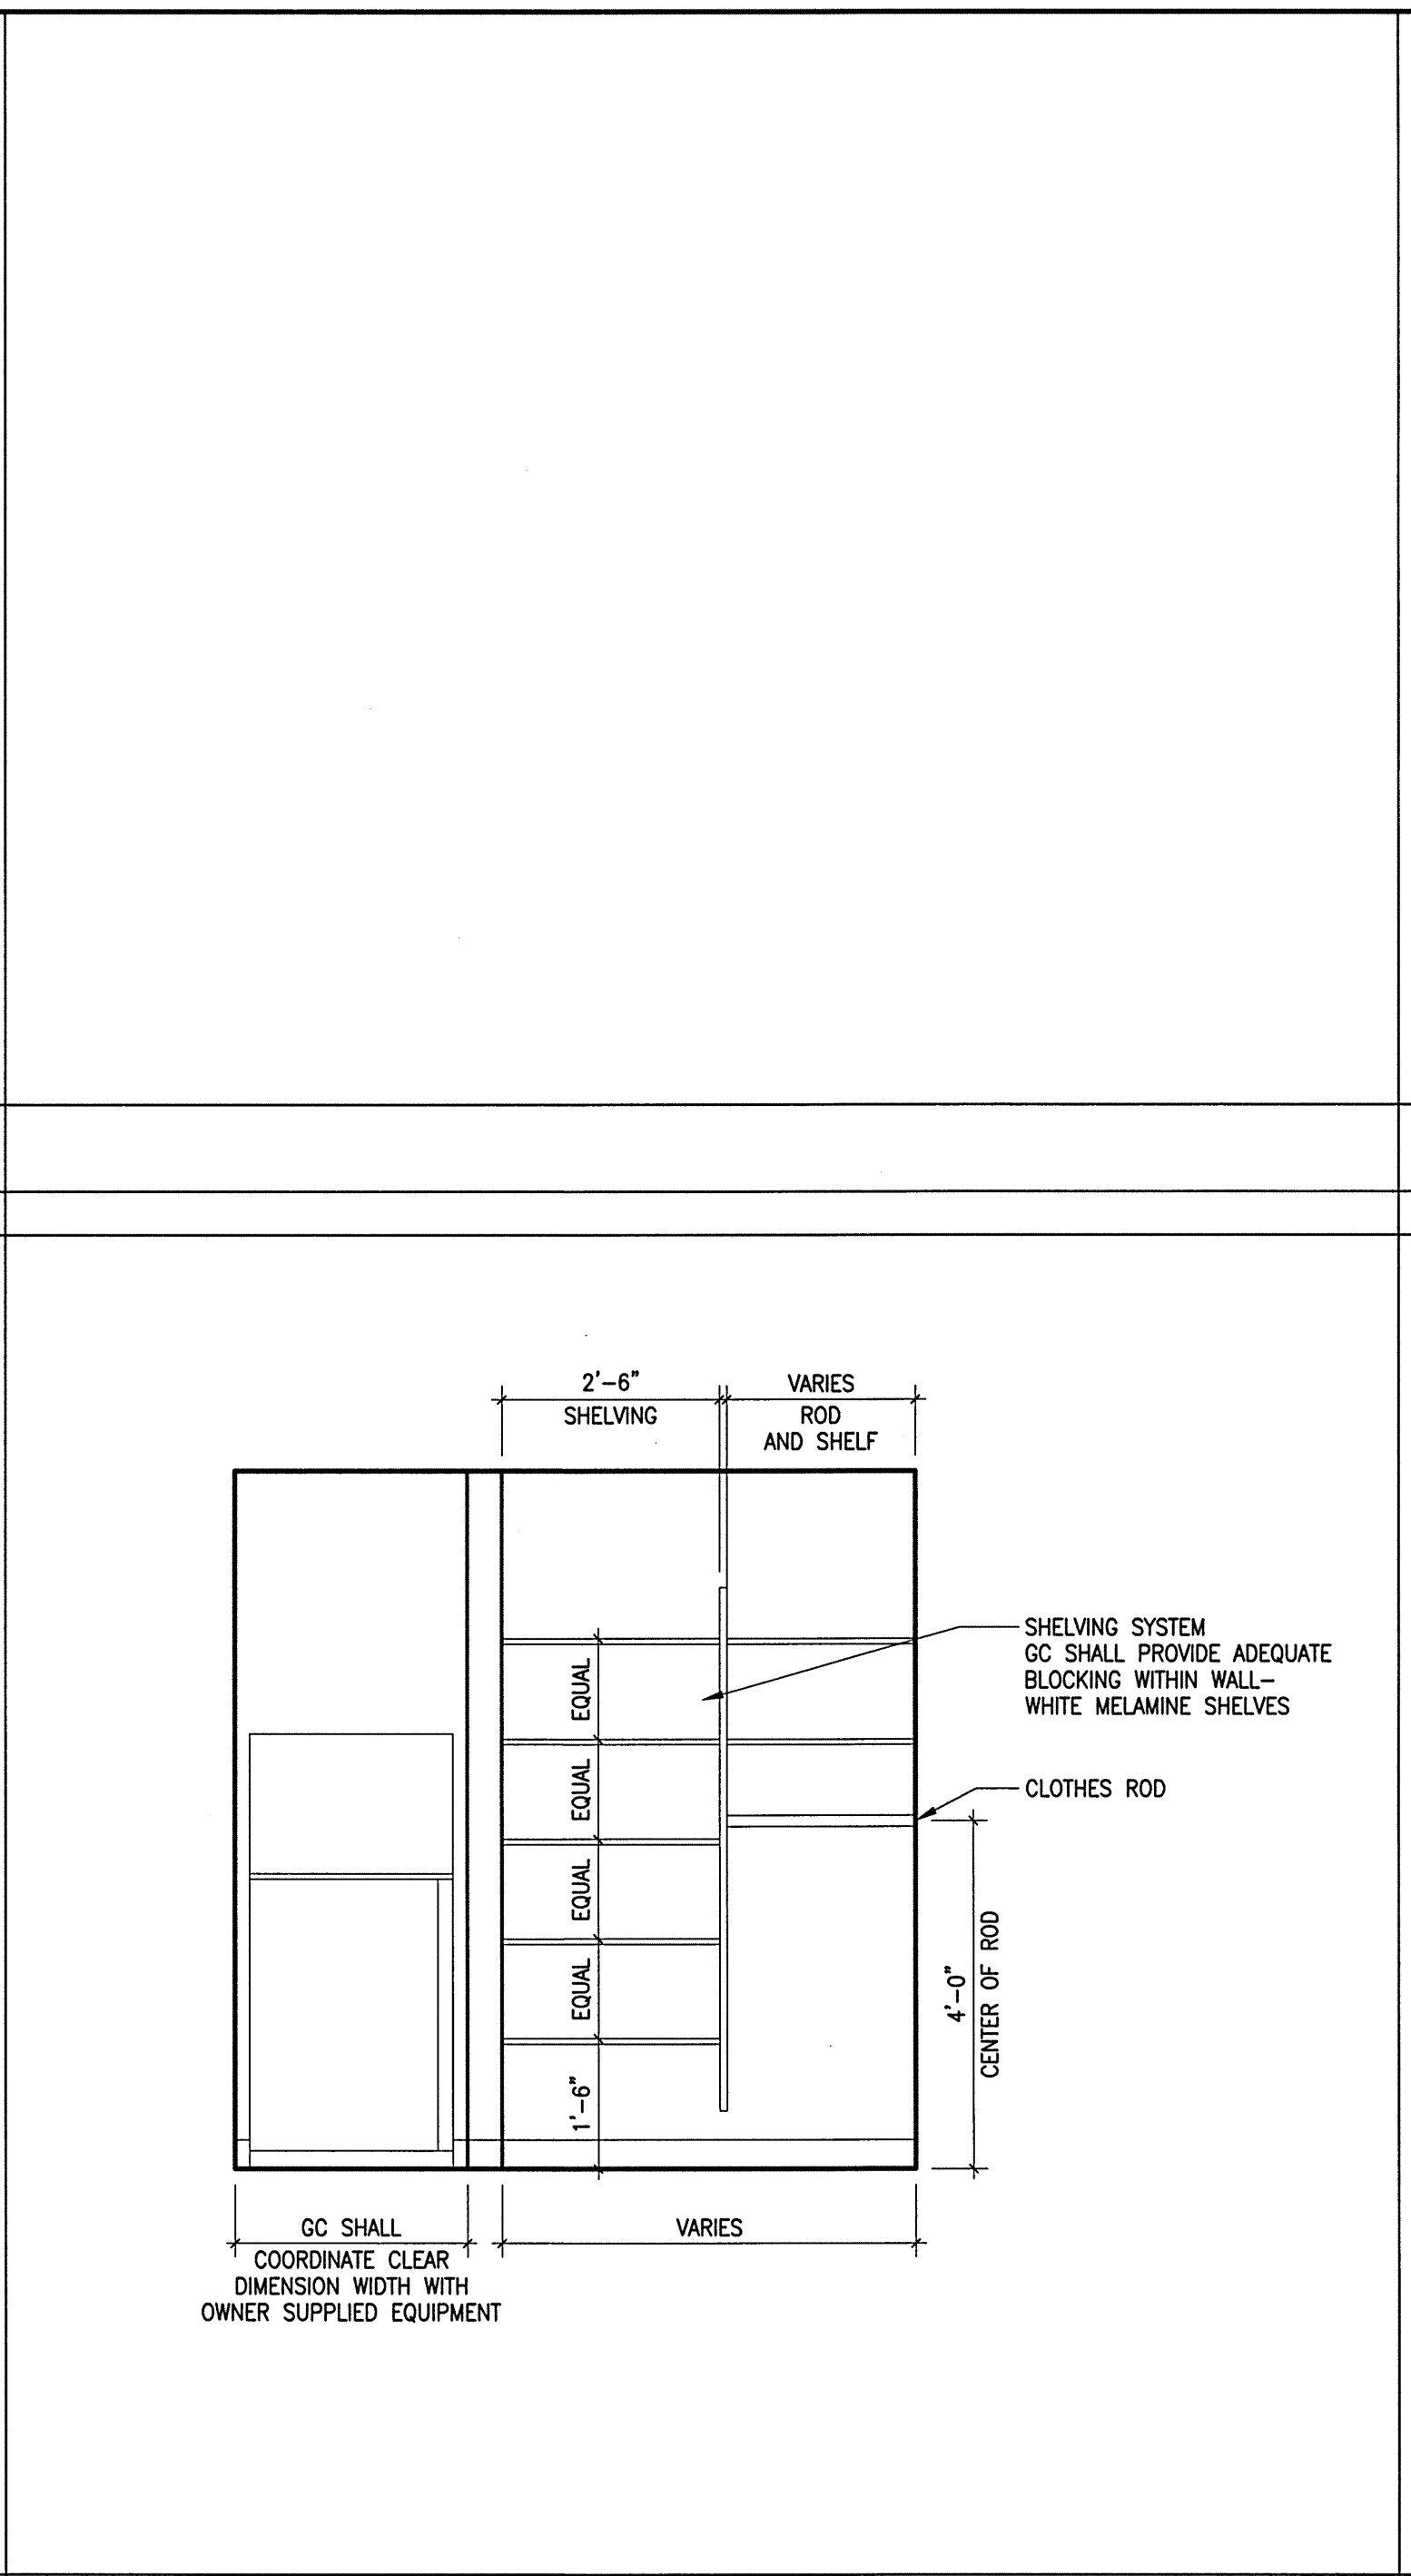 2'-6"
SHELVING
VARIES
ROD
AND SHELF
SHELVING SYSTEM
GC SHALL PROVIDE ADEQUATE
BLOCKING WITHIN WALL-
WHITE MELAMINE SHELVES
EQUAL
EQUAL
EQUAL
EQUAL
1'-6"
CLOTHES ROD
4'-0"
CENTER OF ROD
GC SHALL
COORDINATE CLEAR
DIMENSION WIDTH WITH
OWNER SUPPLIED EQUIPMENT
VARIES